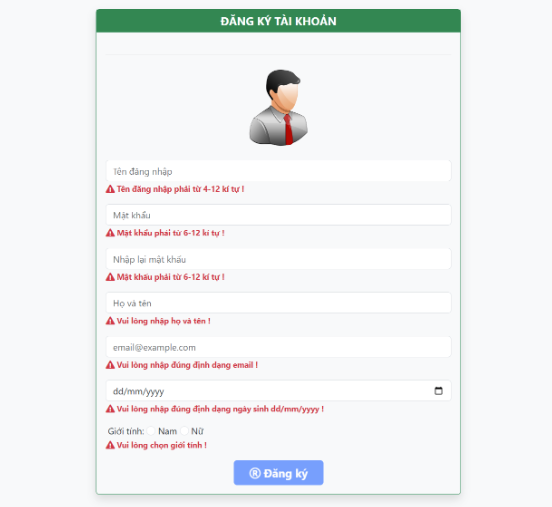 ĐĂNG KÝ TÀI KHOẢN
Tên đăng nhập
Tên đăng nhập phải từ 4-12 kí tự !
Mật khẩu
Mật khẩu phải từ 6-12 kí tự !
Nhập lại mật khẩu
Mật khẩu phải từ 6-12 kí tự !
Họ và tên
Vui lòng nhập họ và tên !
email@example.com
Vui lòng nhập đúng định dạng email !
dd/mm/yyyy
Vui lòng nhập đúng định dạng ngày sinh dd/mm/yyyy !
Giới tính: Nam Nữ
Vui lòng chọn giới tính !
® Đăng ký